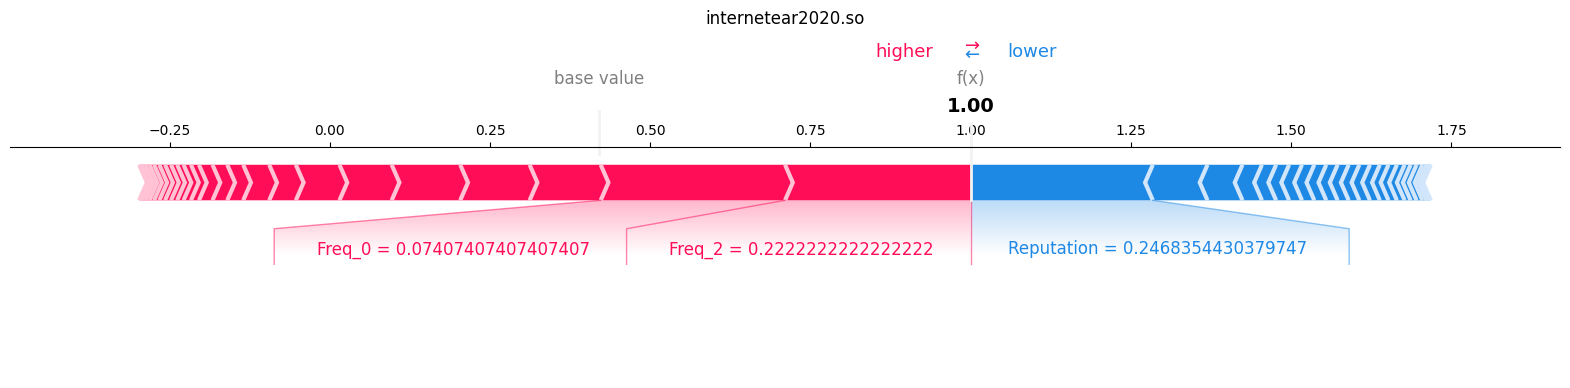 internetear2020.so
higher → lower
←
base value f(x)
1.00
−0.25 0.00 0.25 0.50 0.75 1.00 1.25 1.50 1.75
Freq_0 = 0.07407407407407407 Freq_2 = 0.2222222222222222 Reputation = 0.2468354430379747